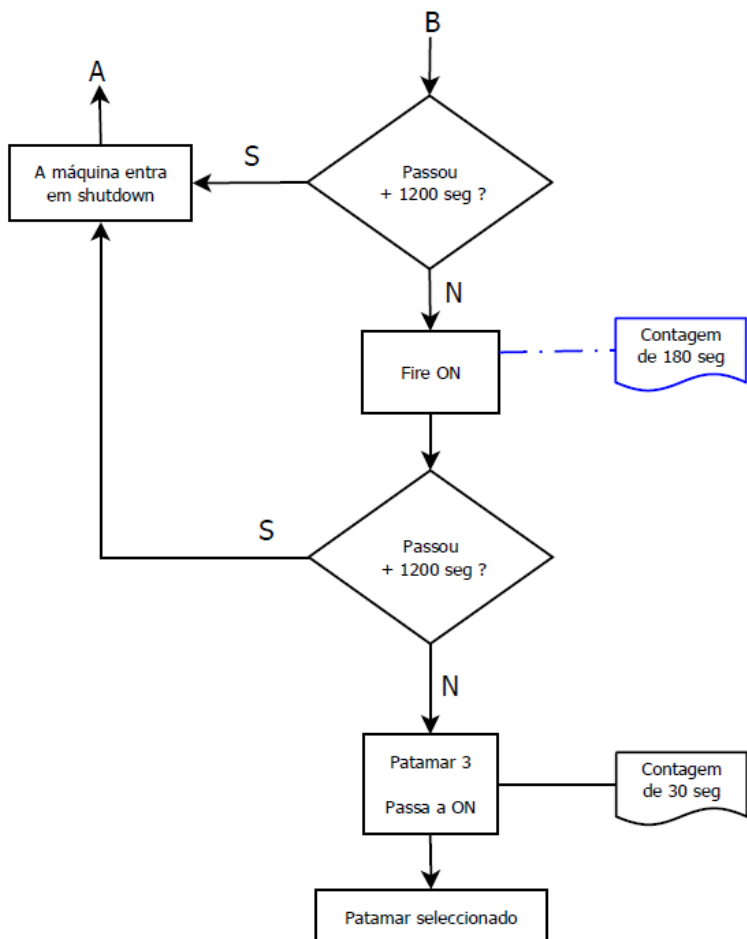 B
A
A máquina entra
em shutdown
S
Passou
+ 1200 seg ?
N
Fire ON
Contagem
de 180 seg
S
Passou
+ 1200 seg ?
N
Patamar 3
Passa a ON
Contagem
de 30 seg
Patamar seleccionado